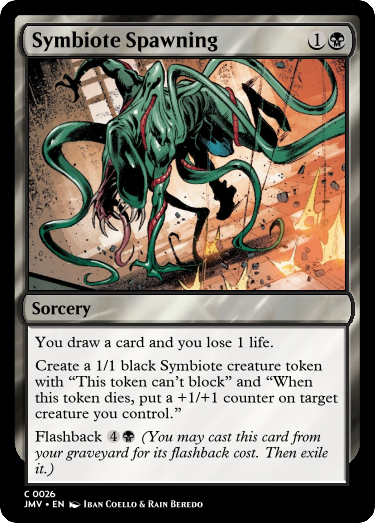 Symbiote Spawning 1
Sorcery
You draw a card and you lose 1 life.
Create a 1/1 black Symbiote creature token
with “This token can’t block” and “When
this token dies, put a +1/+1 counter on target
creature you control.”
Flashback 4 (You may cast this card from
your graveyard for its flashback cost. Then exile
it.)
C 0026
JMV • EN Iban Coello & Rain Beredo